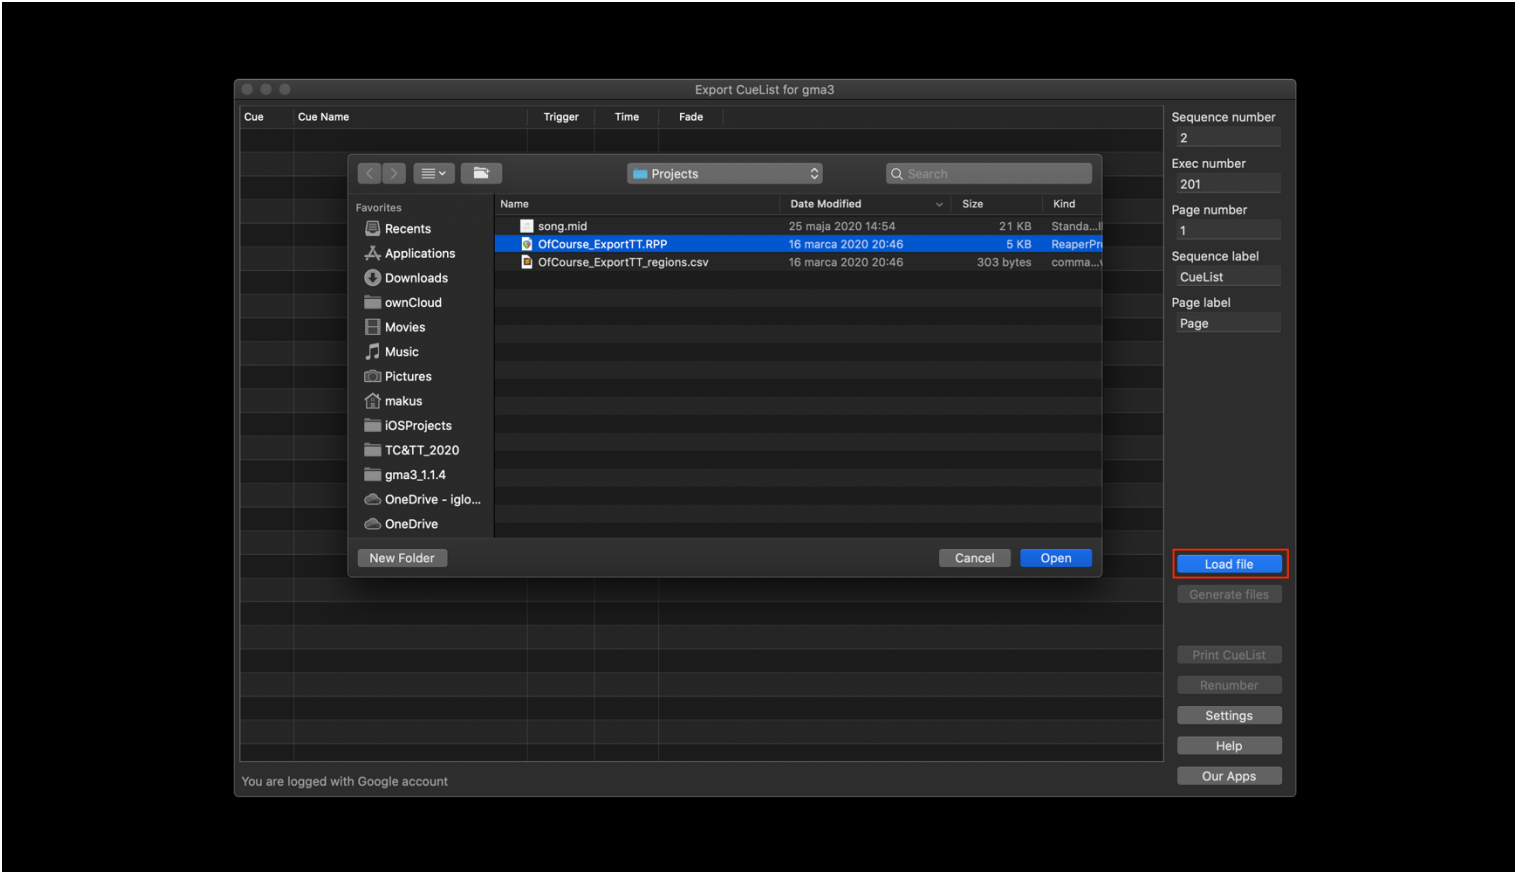 Export CueList for gma3
Cue Cue Name Trigger Time Fade
Sequence number
2
Exec number
201
Page number
1
Sequence label
CueList
Page label
Page
Projects
Search
Favorites
Recents
Applications
Downloads
ownCloud
Movies
Music
Pictures
makus
iOSProjects
TC&TT_2020
gma3_1.1.4
OneDrive - iglo...
OneDrive
Name Date Modified Size Kind
song.mid 25 maja 2020 14:54 21 KB Standa...
OfCourse_ExportTT.RPP 16 marca 2020 20:46 5 KB ReaperPr
OfCourse_ExportTT_regions.csv 16 marca 2020 20:46 303 bytes comma...
New Folder Cancel Open
Load file
Generate files
Print CueList
Renumber
Settings
Help
Our Apps
You are logged with Google account